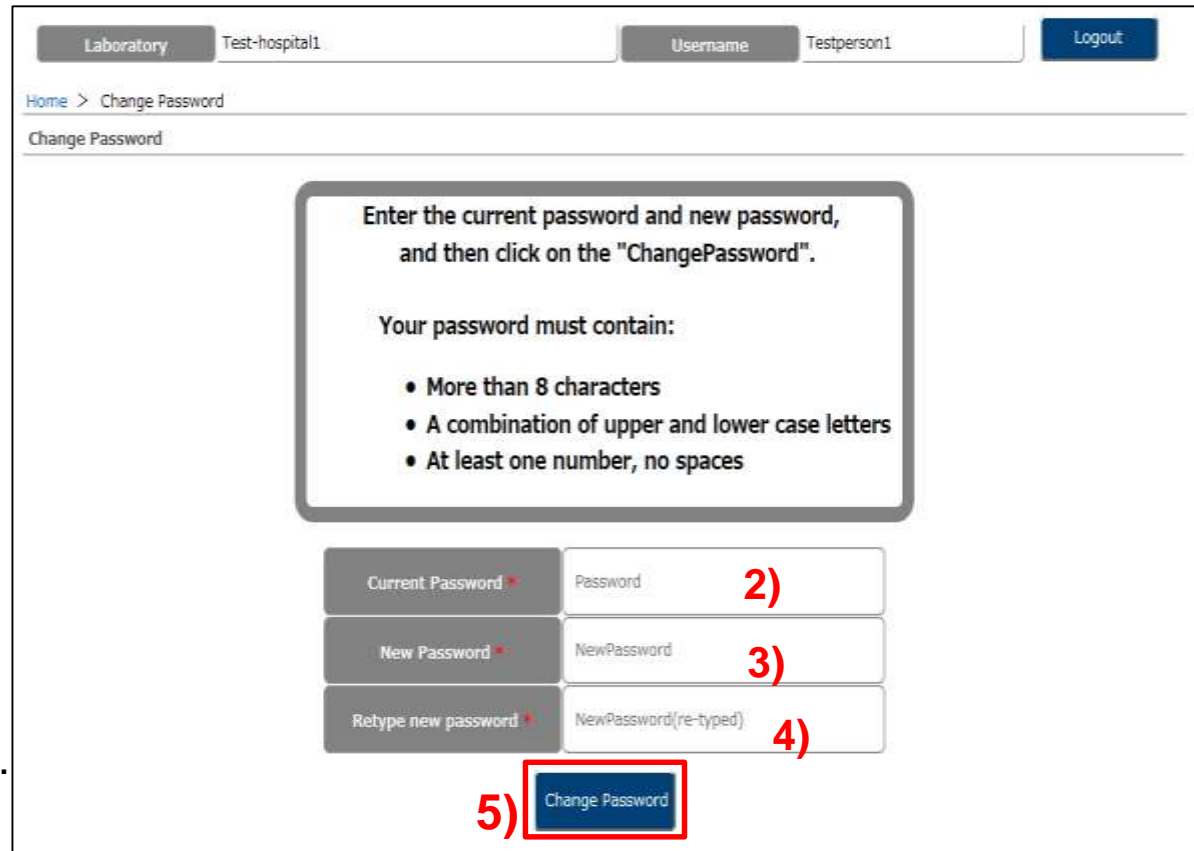 Laboratory Test-hospital1 Username Testperson1 Logout
Home > Change Password
Change Password
Enter the current password and new password,
and then click on the "ChangePassword".
Your password must contain:
• More than 8 characters
• A combination of upper and lower case letters
• At least one number, no spaces
Current Password * Password 2)
New Password * NewPassword 3)
Retype new password * NewPassword(re-typed) 4)
.
5) Change Password